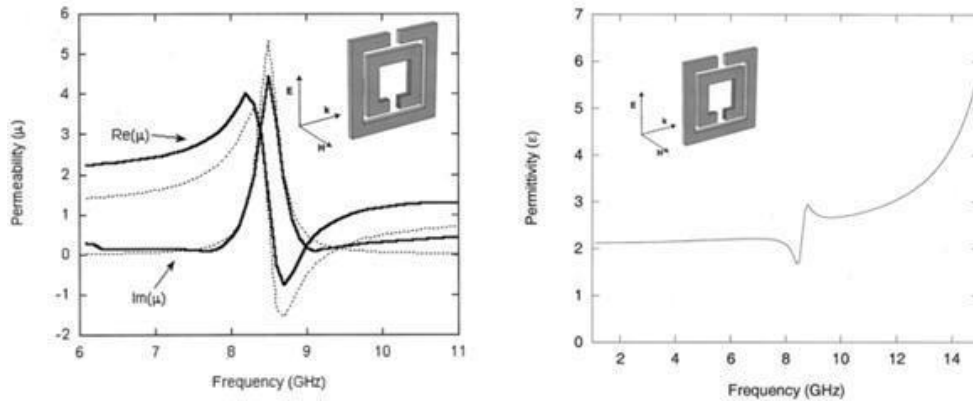 Permeability (μ)
6
5
4
3
2
1
0
-1
-2
Re(μ)
Im(μ)
E
k
H
6
7
8
9
10
11
Frequency (GHz)
Permittivity (ε)
7
6
5
4
3
2
1
0
E
k
H
2
4
6
8
10
12
14
Frequency (GHz)